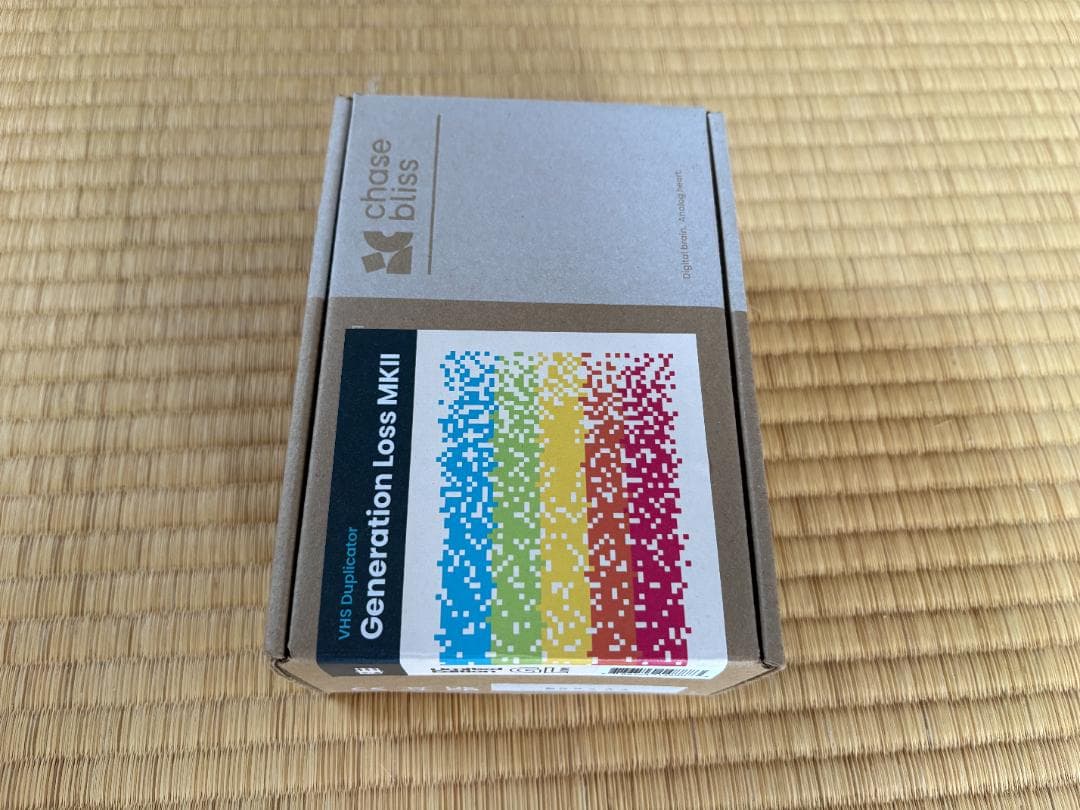 chase
bliss
Digital brain. Analog heart.
VHS Duplicator
Generation Loss MKII